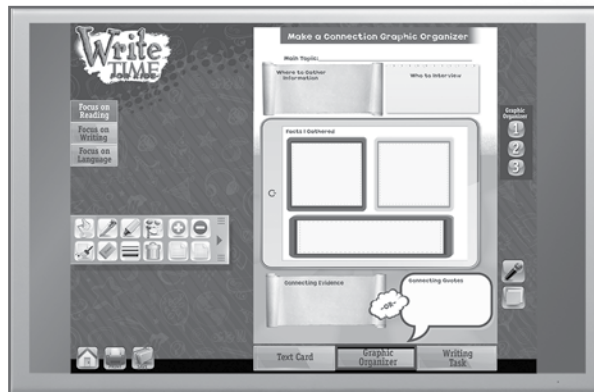 Write
TIME
FOR KIDS
Make a Connection Graphic Organizer
Main Topic:
Where to Gather
Information
Who to Interview
Focus on
Reading
Focus on
Writing
Focus on
Language
Graphic
Organizer
1
2
3
Facts I Gathered
Connecting Evidence
-OR-
Connecting Quotes
Text Card
Graphic
Organizer
Writing
Task